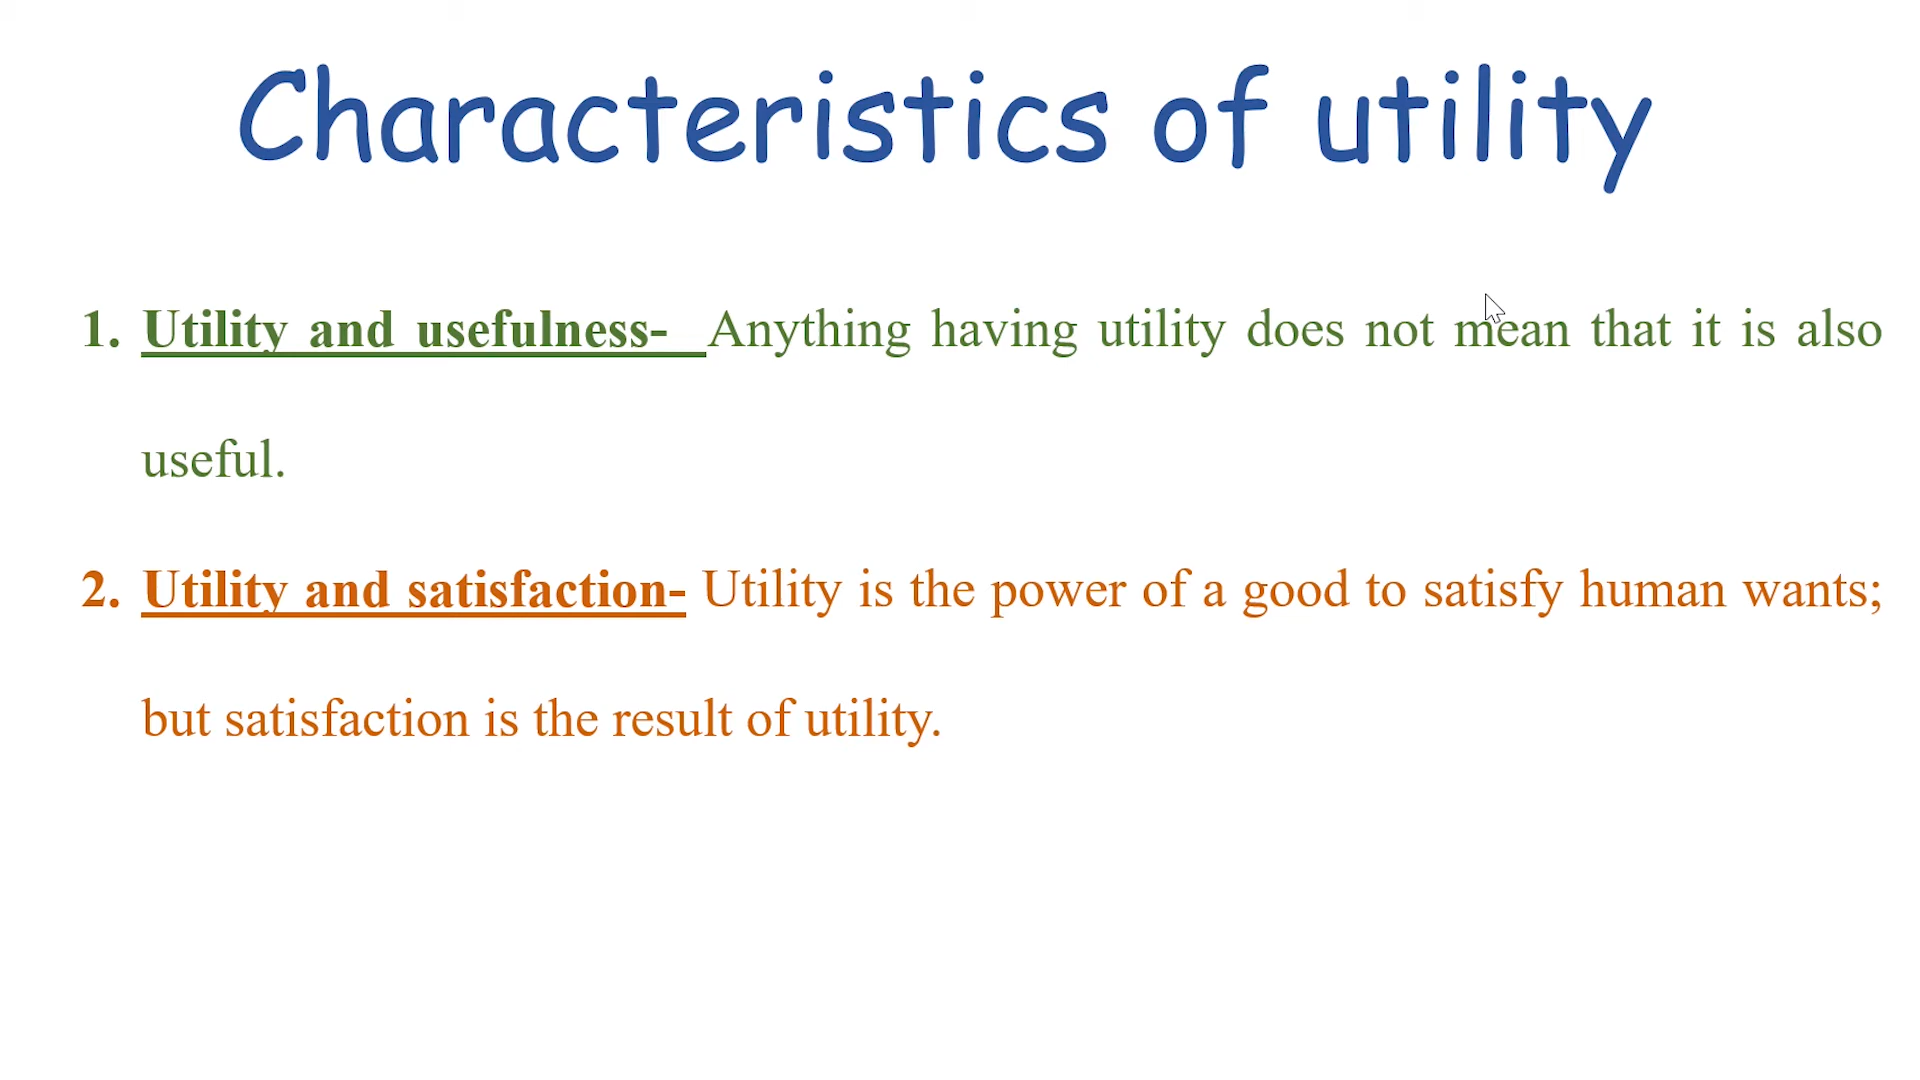 Characteristics of utility
1. Utility and usefulness- Anything having utility does not mean that it is also
useful.
2. Utility and satisfaction- Utility is the power of a good to satisfy human wants;
but satisfaction is the result of utility.